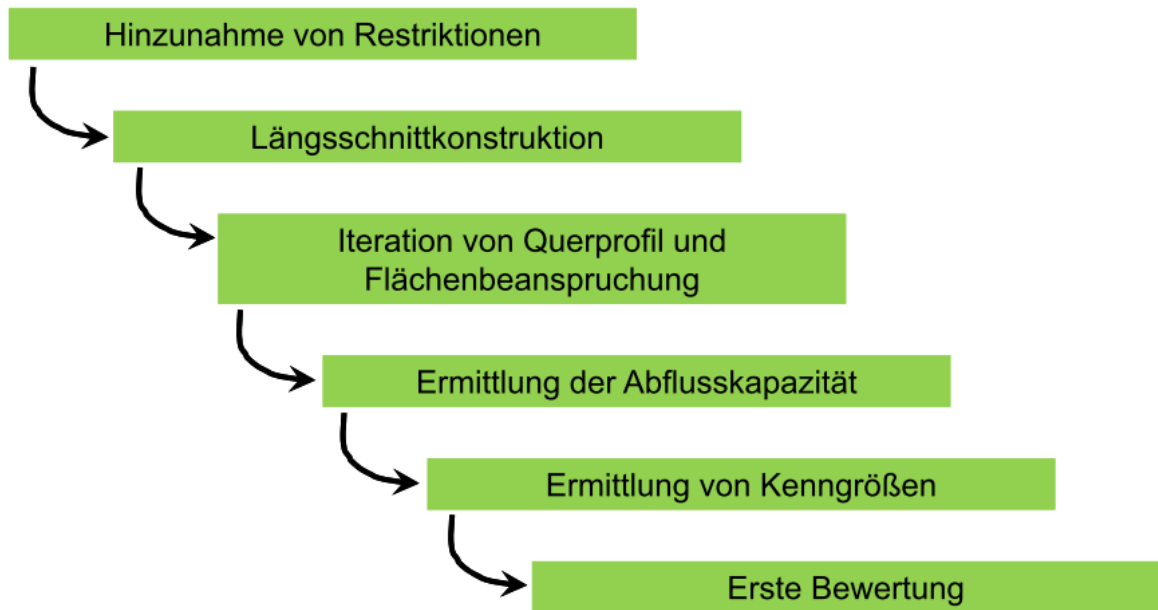 Hinzunahme von Restriktionen
Längsschnittkonstruktion
Iteration von Querprofil und
Flächenbeanspruchung
Ermittlung der Abflusskapazität
Ermittlung von Kenngrößen
Erste Bewertung